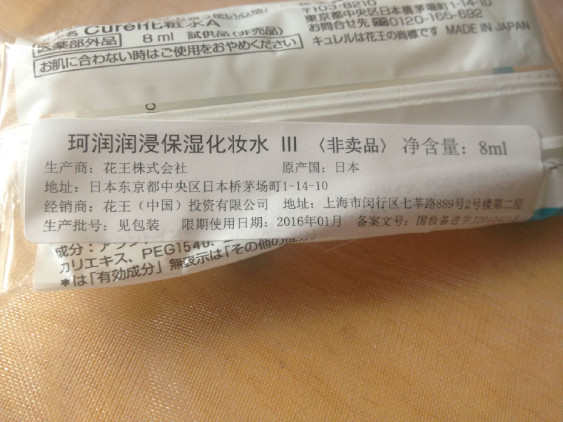 Curel化粧水A
〒103-8210
東京都中央区日本橋茅場町1-14-10
医薬部外品 8ml 試供品(非売品)
お問合せ先 0120-165-692
お肌に合わない時はご使用をおやめください
キュレルは花王の商標です MADE IN JAPAN
珂润润浸保湿化妆水 III 〈非卖品〉 净含量：8ml
生产商：花王株式会社 原产国：日本
地址：日本东京都中央区日本桥茅场町1-14-10
经销商：花王（中国）投资有限公司 地址：上海市闵行区七莘路889号2号楼第二层
生产批号：见包装 限期使用日期：2016年01月 备案文号：国妆备进字
成分：
カリエキス、PEG1540、
*は「有効成分」無表示は「その他の